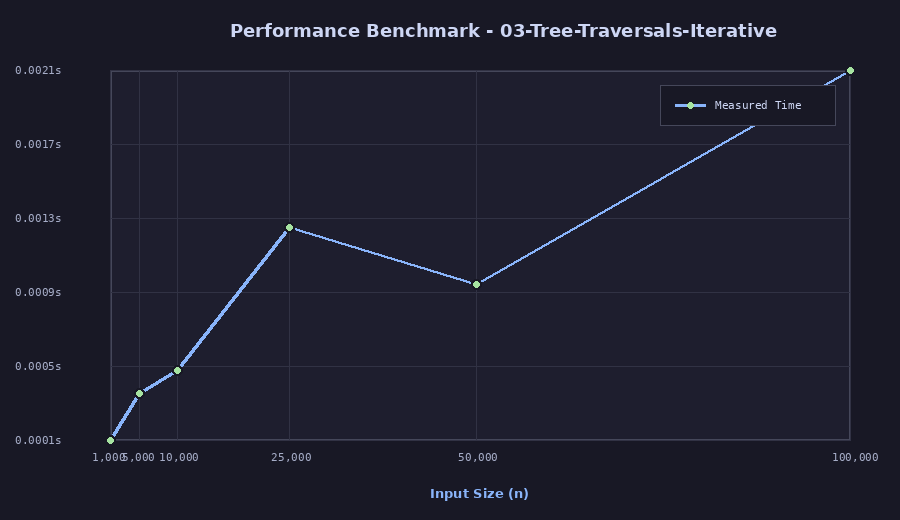 Performance Benchmark - 03-Tree-Traversals-Iterative
0.0021s
Measured Time
0.0017s
0.0013s
0.0009s
0.0005s
0.0001s
1,000 5,000 10,000 25,000 50,000 100,000
Input Size (n)